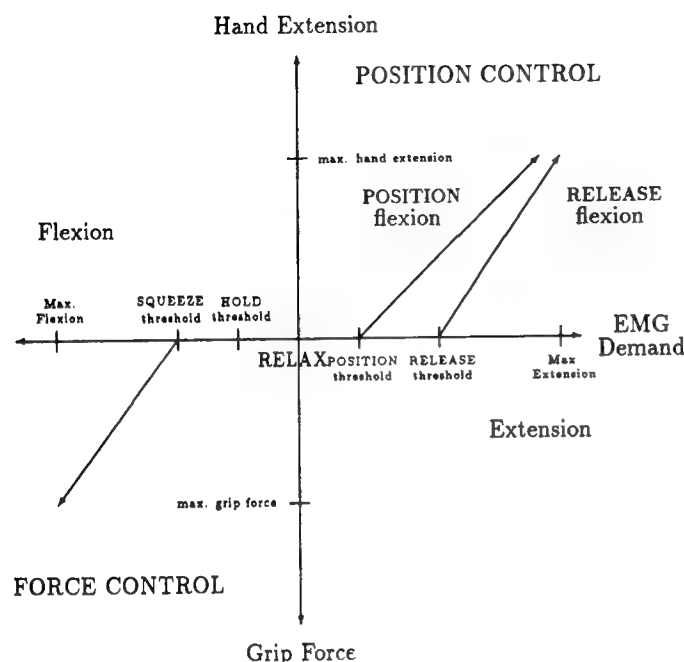 Hand Extension
POSITION CONTROL
max. hand extension
POSITION
flexion
RELEASE
flexion
Flexion
Max.
Flexion
SQUEEZE
threshold
HOLD
threshold
EMG
Demand
RELAX
POSITION
threshold
RELEASE
threshold
Max
Extension
Extension
max. grip force
FORCE CONTROL
Grip Force